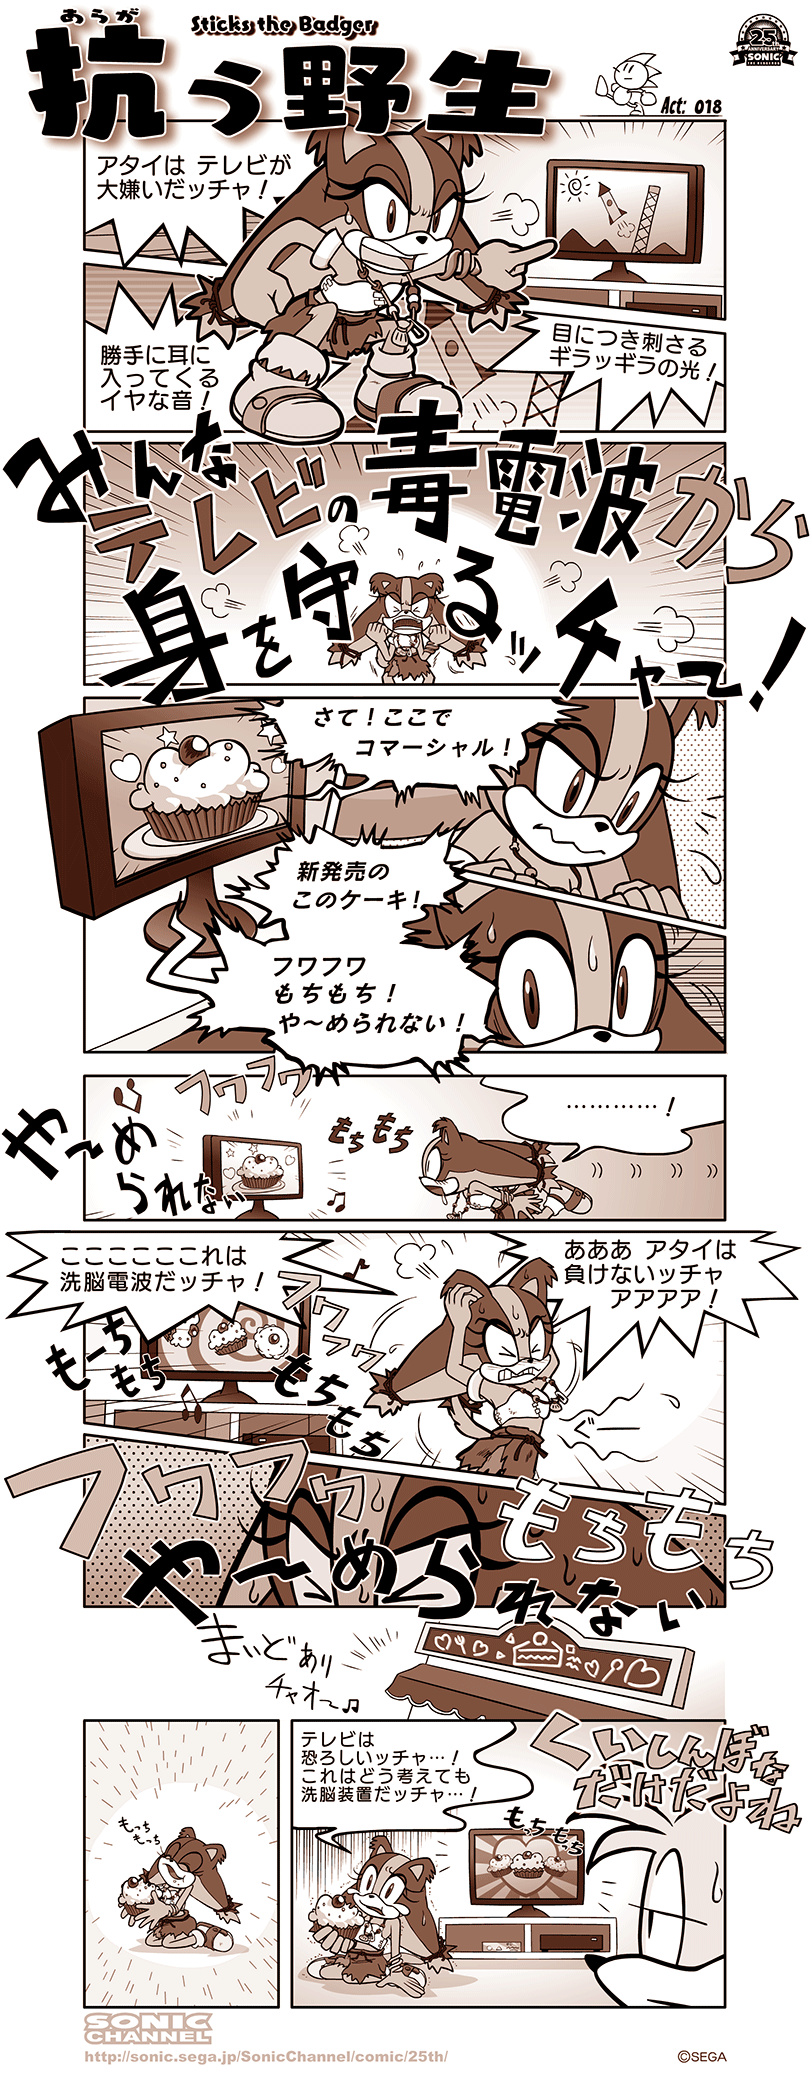 あらが
抗う野生
Sticks the Badger
25th
ANNIVERSARY
SONIC
Act: 018
アタイは テレビが
大嫌いだッチャ！
勝手に耳に
入ってくる
イヤな音！
目につき刺さる
ギラッギラの光！
みんな
テレビの毒電波から
身を守るッチャ～！
さて！ここで
コマーシャル！
新発売の
このケーキ！
フワフワ
もちもち！
や～められない！
フワフワ
もちもち
や～め
られない
…………！
ここここここれは
洗脳電波だッチャ！
あああ アタイは
負けないッチャ
アアアア！
フワフワ
もーち
もち
もちもち
ぐー
フワフワ
もちもち
や～められない
まいどあり
チャオ～♫
もっち
もっち
テレビは
恐ろしいッチャ…！
これはどう考えても
洗脳装置だッチャ…！
もっちもっち
くいしんぼな
だけだよね
SONIC
CHANNEL
http://sonic.sega.jp/SonicChannel/comic/25th/
©SEGA